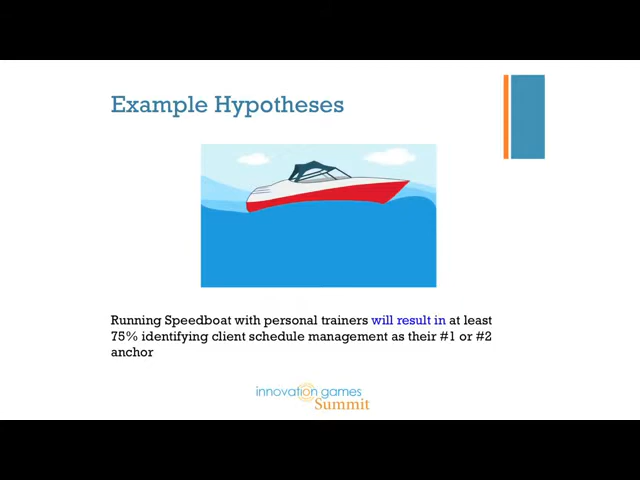 Example Hypotheses
Running Speedboat with personal trainers will result in at least
75% identifying client schedule management as their #1 or #2
anchor
innovation games
Summit